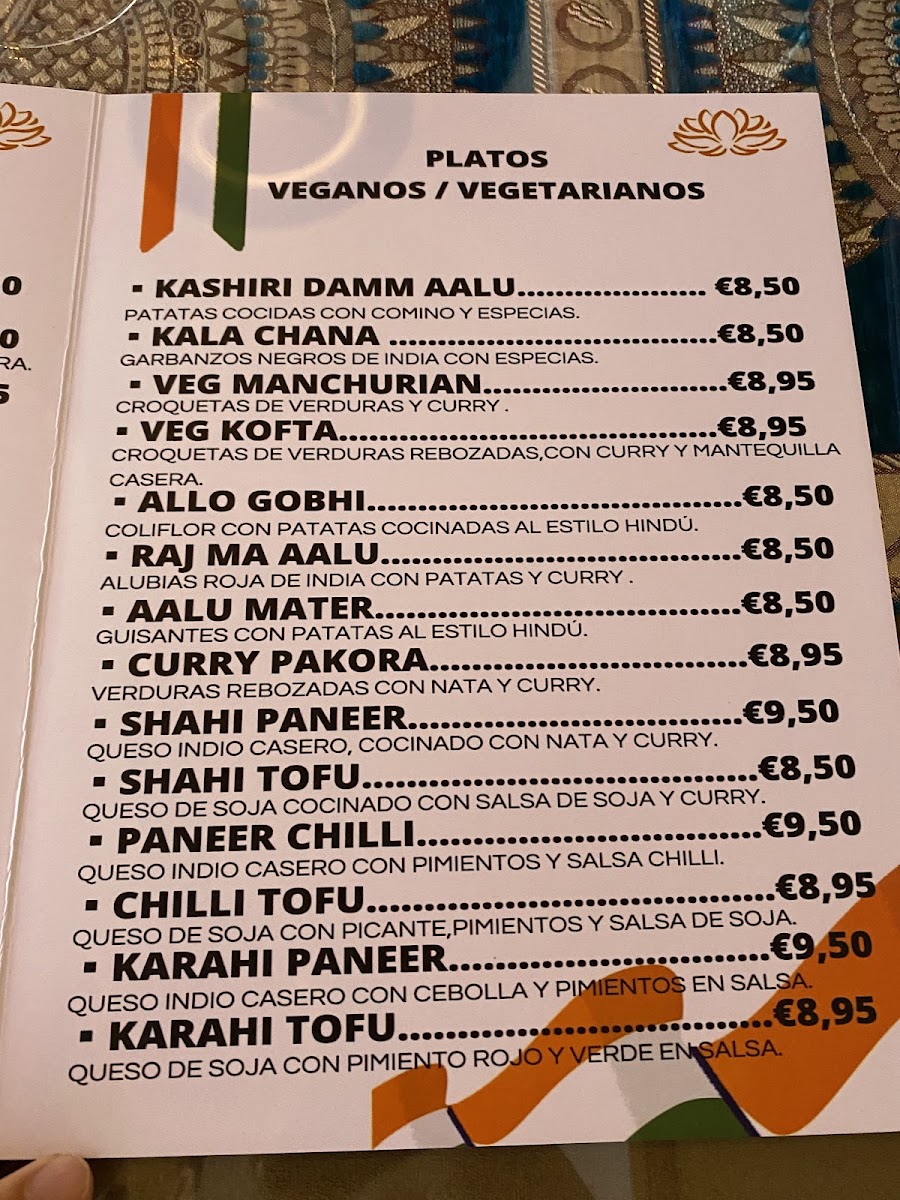 PLATOS
VEGANOS / VEGETARIANOS
▪ KASHIRI DAMM AALU................... €8,50
PATATAS COCIDAS CON COMINO Y ESPECIAS.
▪ KALA CHANA .................................€8,50
GARBANZOS NEGROS DE INDIA CON ESPECIAS.
▪ VEG MANCHURIAN.........................€8,95
CROQUETAS DE VERDURAS Y CURRY .
▪ VEG KOFTA......................................€8,95
CROQUETAS DE VERDURAS REBOZADAS,CON CURRY Y MANTEQUILLA
CASERA.
▪ ALLO GOBHI.....................................€8,50
COLIFLOR CON PATATAS COCINADAS AL ESTILO HINDÚ.
▪ RAJ MA AALU...................................€8,50
ALUBIAS ROJA DE INDIA CON PATATAS Y CURRY .
▪ AALU MATER...................................€8,50
GUISANTES CON PATATAS AL ESTILO HINDÚ.
▪ CURRY PAKORA..............................€8,95
VERDURAS REBOZADAS CON NATA Y CURRY.
▪ SHAHI PANEER...............................€9,50
QUESO INDIO CASERO, COCINADO CON NATA Y CURRY.
▪ SHAHI TOFU....................................€8,50
QUESO DE SOJA COCINADO CON SALSA DE SOJA Y CURRY.
▪ PANEER CHILLI...............................€9,50
QUESO INDIO CASERO CON PIMIENTOS Y SALSA CHILLI.
▪ CHILLI TOFU....................................€8,95
QUESO DE SOJA CON PICANTE,PIMIENTOS Y SALSA DE SOJA.
▪ KARAHI PANEER............................€9,50
QUESO INDIO CASERO CON CEBOLLA Y PIMIENTOS EN SALSA.
▪ KARAHI TOFU.................................€8,95
QUESO DE SOJA CON PIMIENTO ROJO Y VERDE EN SALSA.